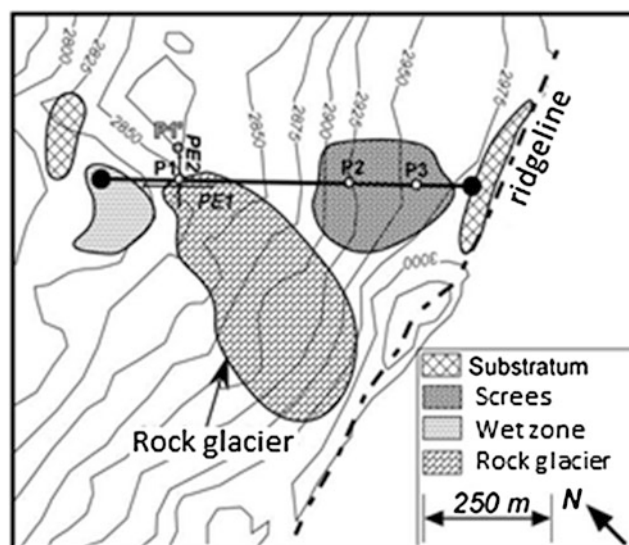 2800
2825
2850
2850
2875
2900
2925
2950
2975
3000
ridgeline
P1'
PE2
P1
P2
P3
PE1
Rock glacier
Substratum
Screes
Wet zone
Rock glacier
250 m
N